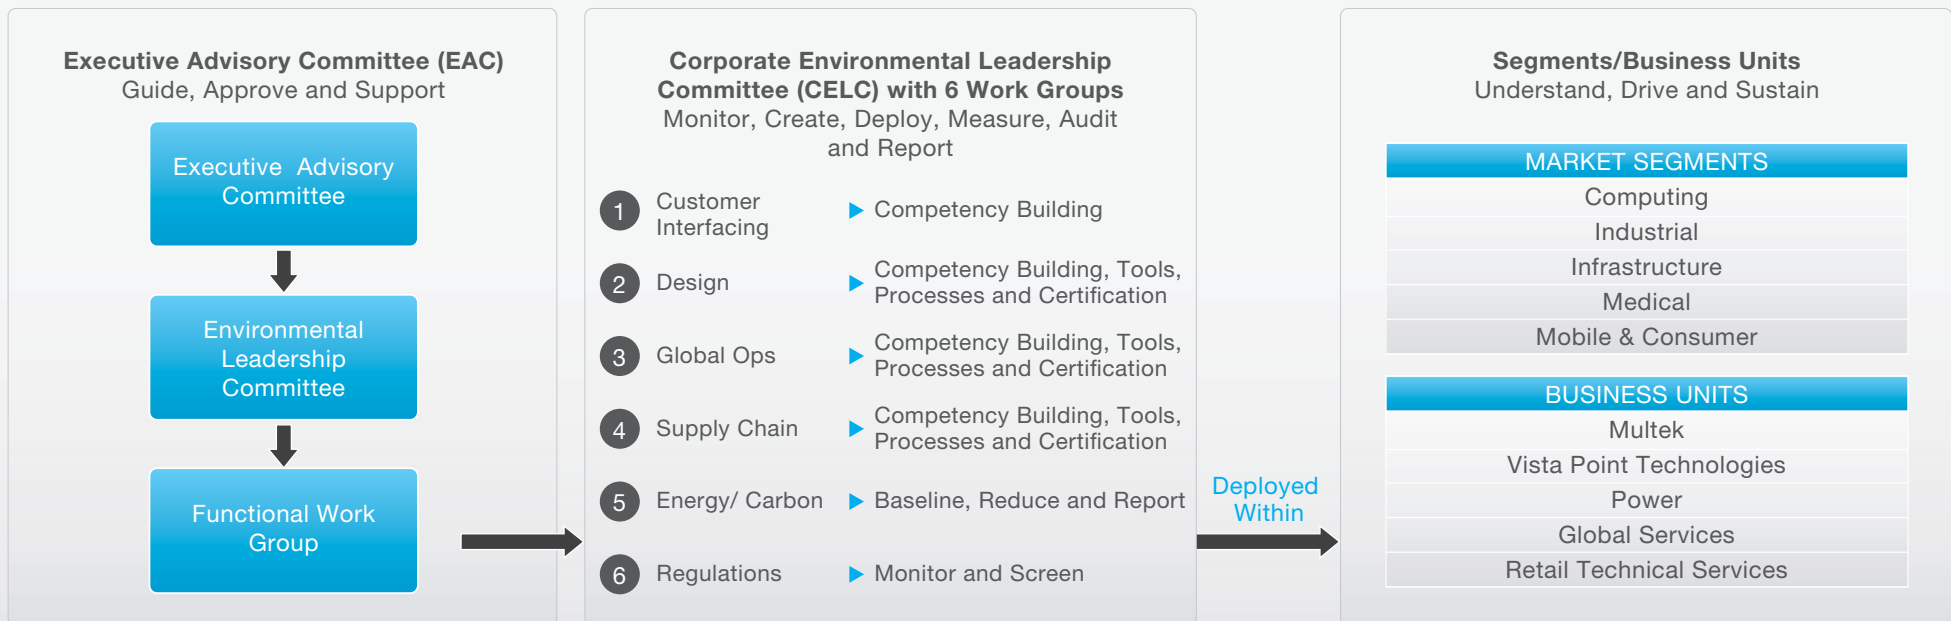 Executive Advisory Committee (EAC)
Guide, Approve and Support
Executive Advisory
Committee
Environmental
Leadership
Committee
Functional Work
Group
Corporate Environmental Leadership
Committee (CELC) with 6 Work Groups
Monitor, Create, Deploy, Measure, Audit
and Report
1 Customer
Interfacing
Competency Building
2 Design
Competency Building, Tools,
Processes and Certification
3 Global Ops
Competency Building, Tools,
Processes and Certification
4 Supply Chain
Competency Building, Tools,
Processes and Certification
5 Energy/ Carbon
Baseline, Reduce and Report
6 Regulations
Monitor and Screen
Deployed
Within
Segments/Business Units
Understand, Drive and Sustain
MARKET SEGMENTS
Computing
Industrial
Infrastructure
Medical
Mobile & Consumer
BUSINESS UNITS
Multek
Vista Point Technologies
Power
Global Services
Retail Technical Services